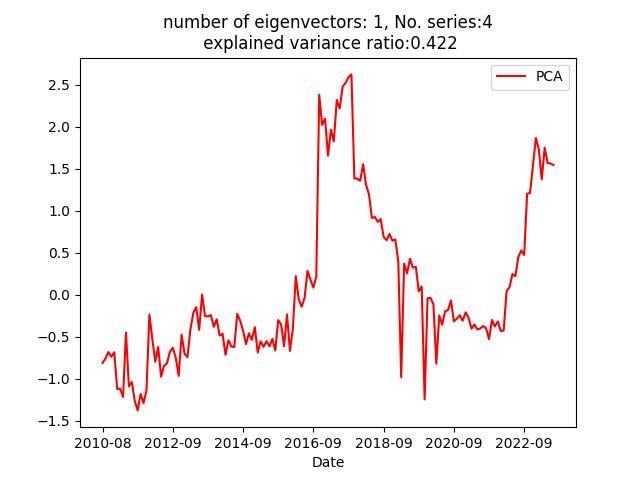 number of eigenvectors: 1, No. series:4
explained variance ratio:0.422
PCA
2.5
2.0
1.5
1.0
0.5
0.0
−0.5
−1.0
−1.5
2010-08 2012-09 2014-09 2016-09 2018-09 2020-09 2022-09
Date